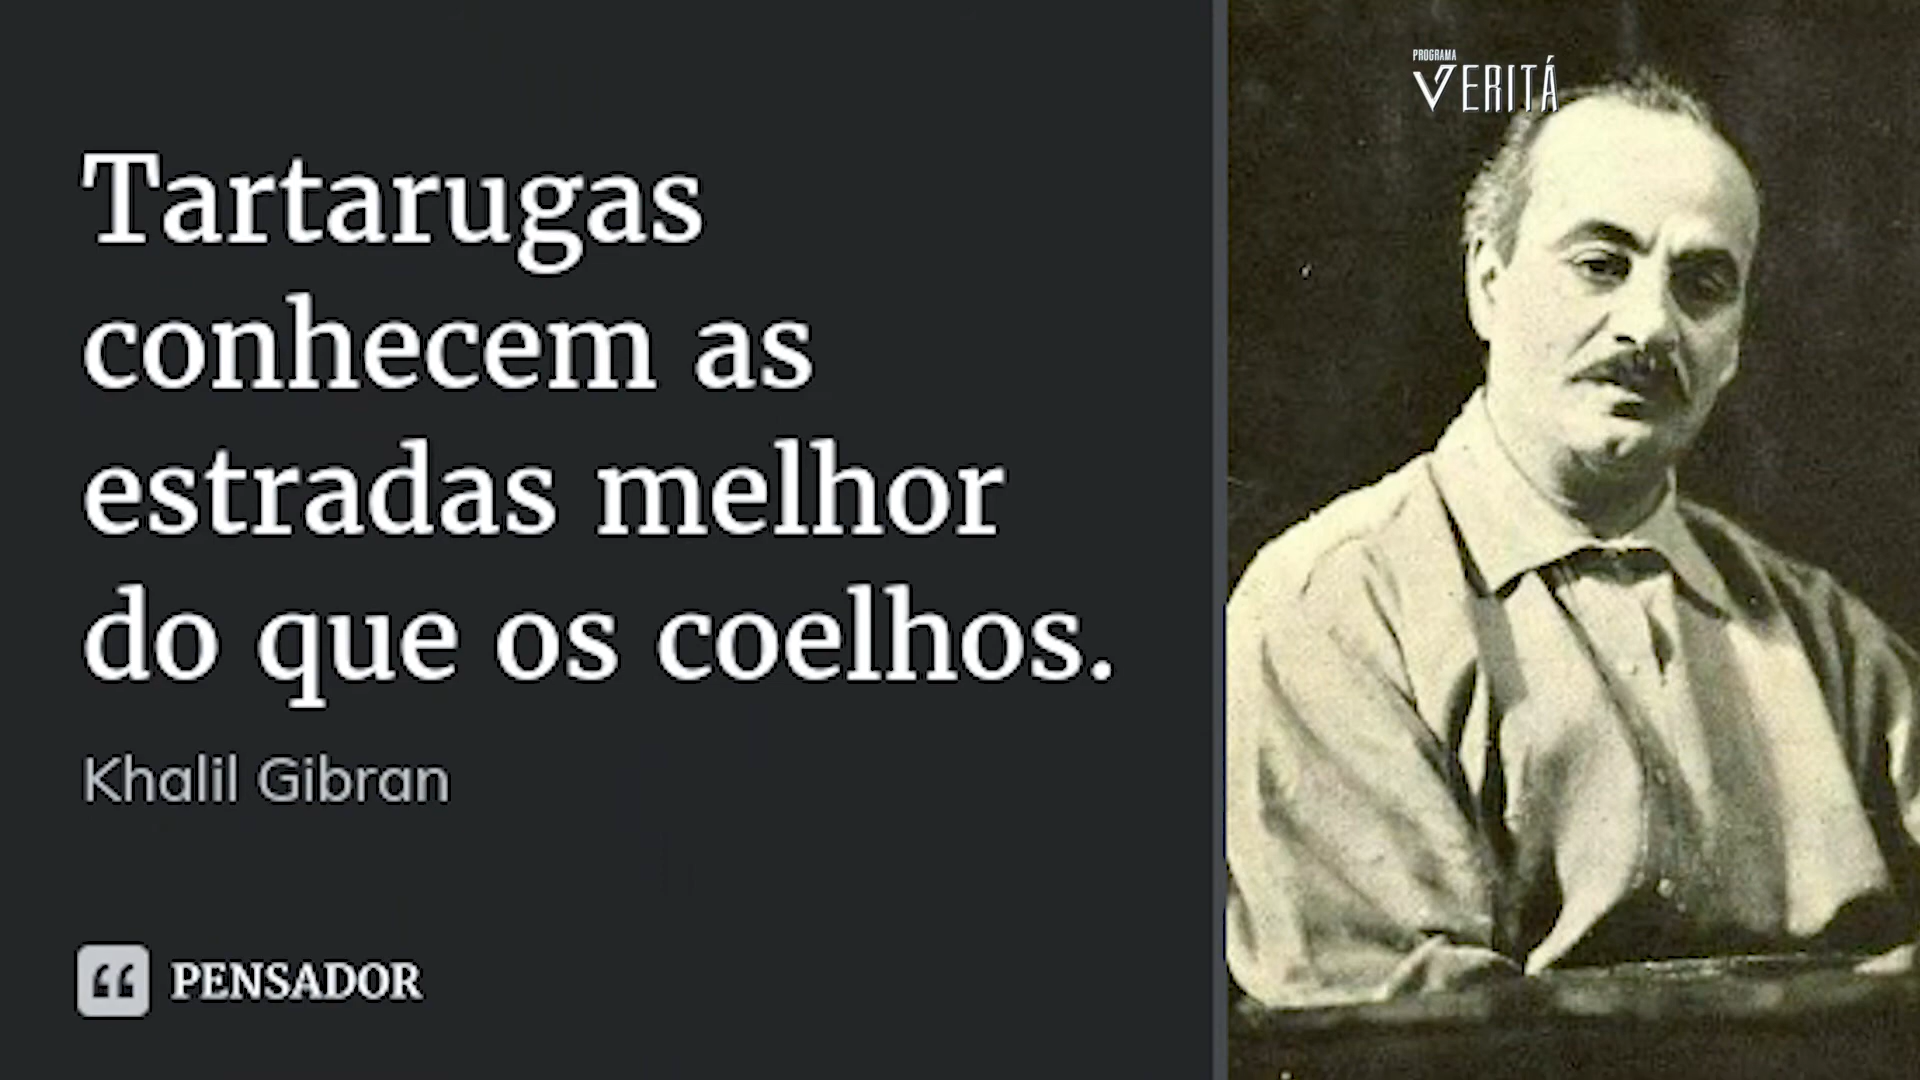 PROGRAMA
VERITÁ
Tartarugas
conhecem as
estradas melhor
do que os coelhos.
Khalil Gibran
PENSADOR